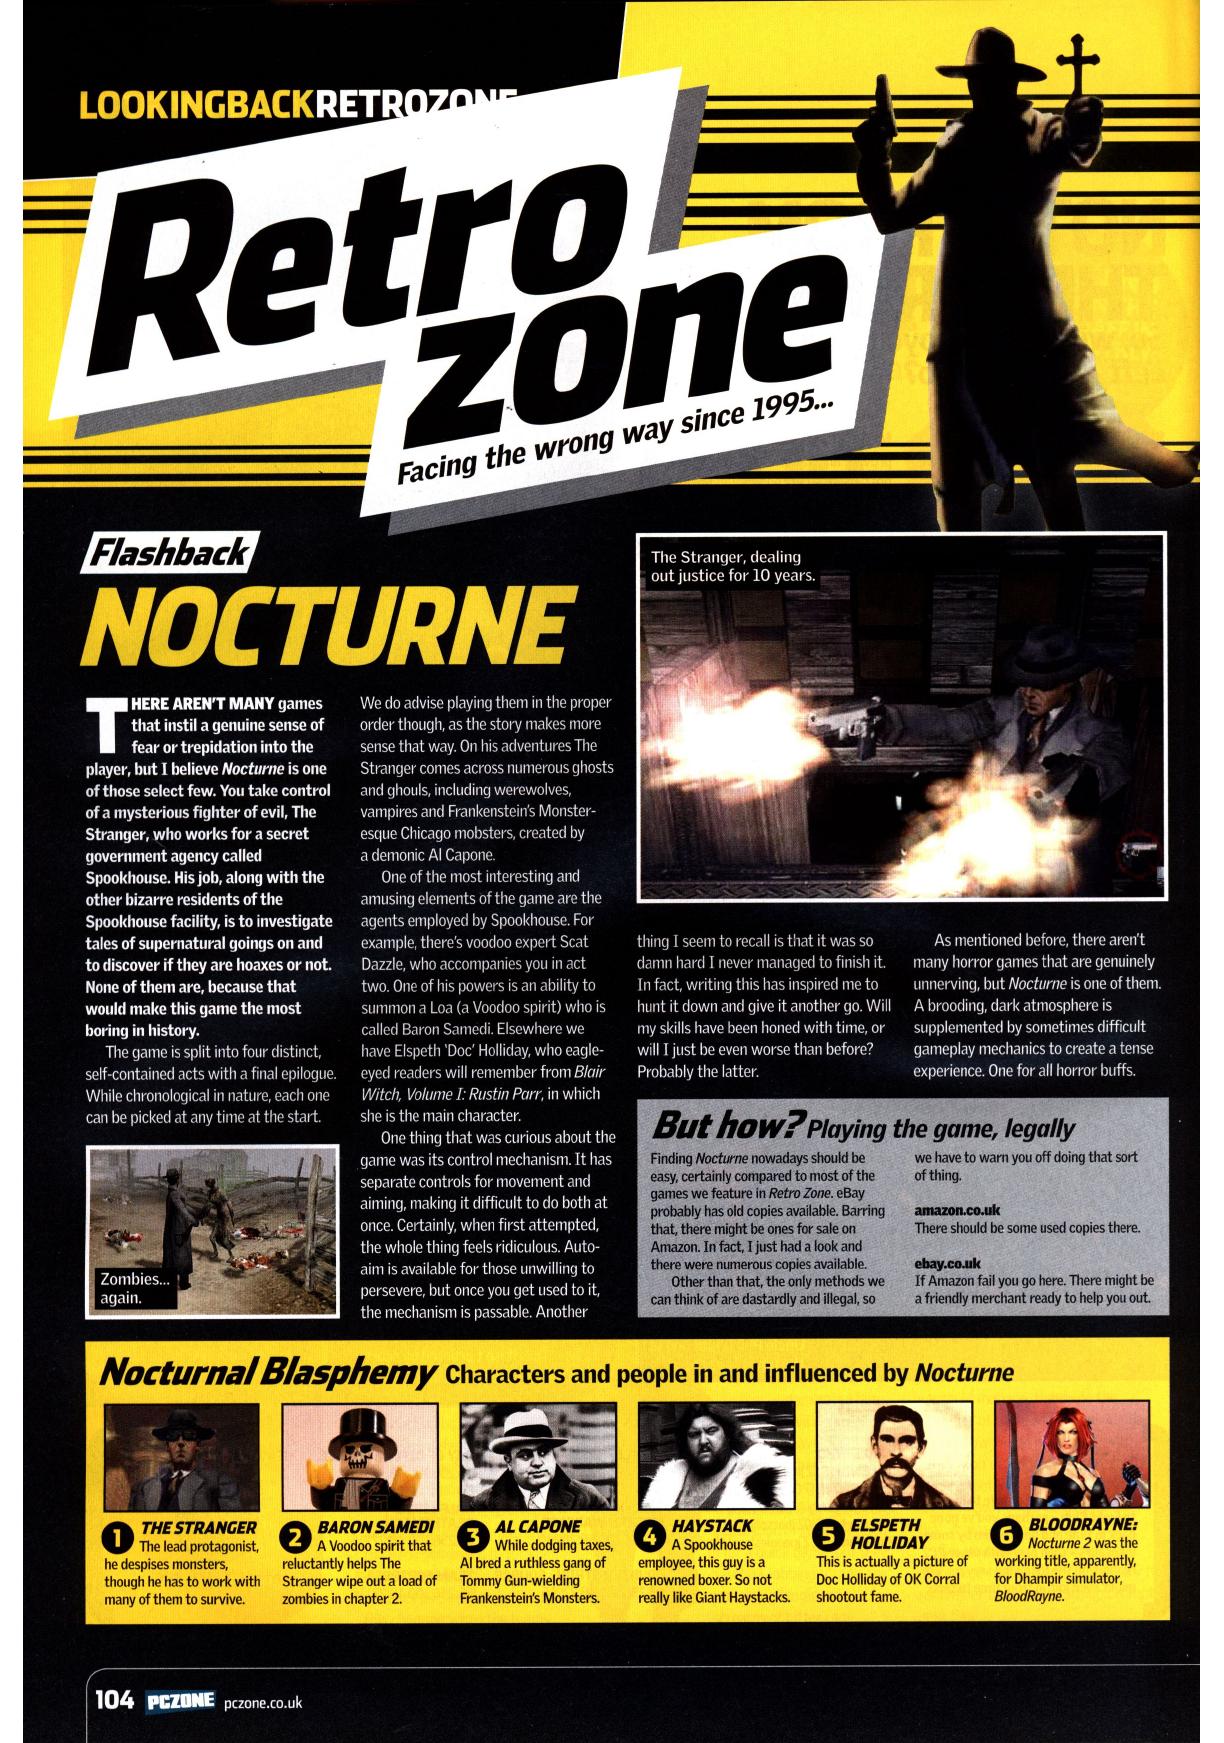 LOOKINGBACKRETROZONE
Retro
zone
Facing the wrong way since 1995...
Flashback
NOCTURNE
THERE AREN'T MANY games
that instil a genuine sense of
fear or trepidation into the
player, but I believe Nocturne is one
of those select few. You take control
of a mysterious fighter of evil, The
Stranger, who works for a secret
government agency called
Spookhouse. His job, along with the
other bizarre residents of the
Spookhouse facility, is to investigate
tales of supernatural goings on and
to discover if they are hoaxes or not.
None of them are, because that
would make this game the most
boring in history.
The game is split into four distinct,
self-contained acts with a final epilogue.
While chronological in nature, each one
can be picked at any time at the start.
Zombies...
again.
We do advise playing them in the proper
order though, as the story makes more
sense that way. On his adventures The
Stranger comes across numerous ghosts
and ghouls, including werewolves,
vampires and Frankenstein's Monster-
esque Chicago mobsters, created by
a demonic Al Capone.
One of the most interesting and
amusing elements of the game are the
agents employed by Spookhouse. For
example, there's voodoo expert Scat
Dazzle, who accompanies you in act
two. One of his powers is an ability to
summon a Loa (a Voodoo spirit) who is
called Baron Samedi. Elsewhere we
have Elspeth 'Doc' Holliday, who eagle-
eyed readers will remember from Blair
Witch, Volume I: Rustin Parr, in which
she is the main character.
One thing that was curious about the
game was its control mechanism. It has
separate controls for movement and
aiming, making it difficult to do both at
once. Certainly, when first attempted,
the whole thing feels ridiculous. Auto-
aim is available for those unwilling to
persevere, but once you get used to it,
the mechanism is passable. Another
The Stranger, dealing
out justice for 10 years.
thing I seem to recall is that it was so
damn hard I never managed to finish it.
In fact, writing this has inspired me to
hunt it down and give it another go. Will
my skills have been honed with time, or
will I just be even worse than before?
Probably the latter.
As mentioned before, there aren't
many horror games that are genuinely
unnerving, but Nocturne is one of them.
A brooding, dark atmosphere is
supplemented by sometimes difficult
gameplay mechanics to create a tense
experience. One for all horror buffs.
But how? Playing the game, legally
Finding Nocturne nowadays should be
easy, certainly compared to most of the
games we feature in Retro Zone. eBay
probably has old copies available. Barring
that, there might be ones for sale on
Amazon. In fact, I just had a look and
there were numerous copies available.
Other than that, the only methods we
can think of are dastardly and illegal, so
we have to warn you off doing that sort
of thing.
amazon.co.uk
There should be some used copies there.
ebay.co.uk
If Amazon fail you go here. There might be
a friendly merchant ready to help you out.
Nocturnal Blasphemy Characters and people in and influenced by Nocturne
1 THE STRANGER
The lead protagonist,
he despises monsters,
though he has to work with
many of them to survive.
2 BARON SAMEDI
A Voodoo spirit that
reluctantly helps The
Stranger wipe out a load of
zombies in chapter 2.
3 AL CAPONE
While dodging taxes,
Al bred a ruthless gang of
Tommy Gun-wielding
Frankenstein's Monsters.
4 HAYSTACK
A Spookhouse
employee, this guy is a
renowned boxer. So not
really like Giant Haystacks.
5 ELSPETH
HOLLIDAY
This is actually a picture of
Doc Holliday of OK Corral
shootout fame.
6 BLOODRAYNE:
Nocturne 2 was the
working title, apparently,
for Dhampir simulator,
BloodRayne.
104 PCZONE pczone.co.uk